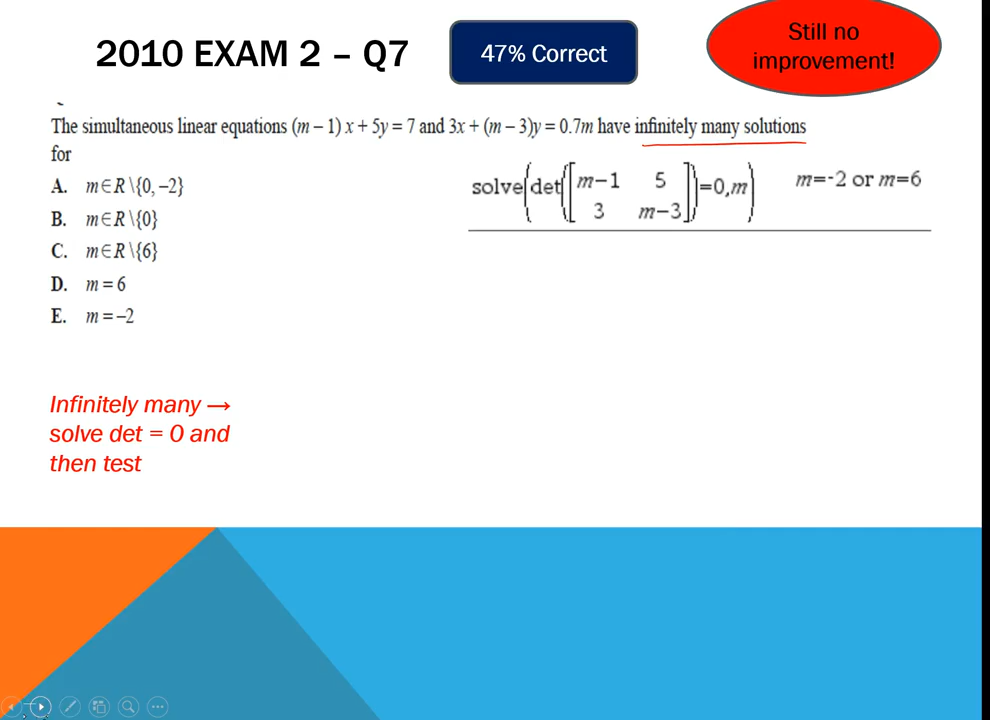 2010 EXAM 2 – Q7
47% Correct
Still no
improvement!
The simultaneous linear equations (m – 1) x + 5y = 7 and 3x + (m – 3)y = 0.7m have infinitely many solutions
for
A. m ∈ R \ {0, –2}
B. m ∈ R \ {0}
C. m ∈ R \ {6}
D. m = 6
E. m = –2
solve(det([m−1 5
3 m−3])=0,m) m=-2 or m=6
Infinitely many →
solve det = 0 and
then test